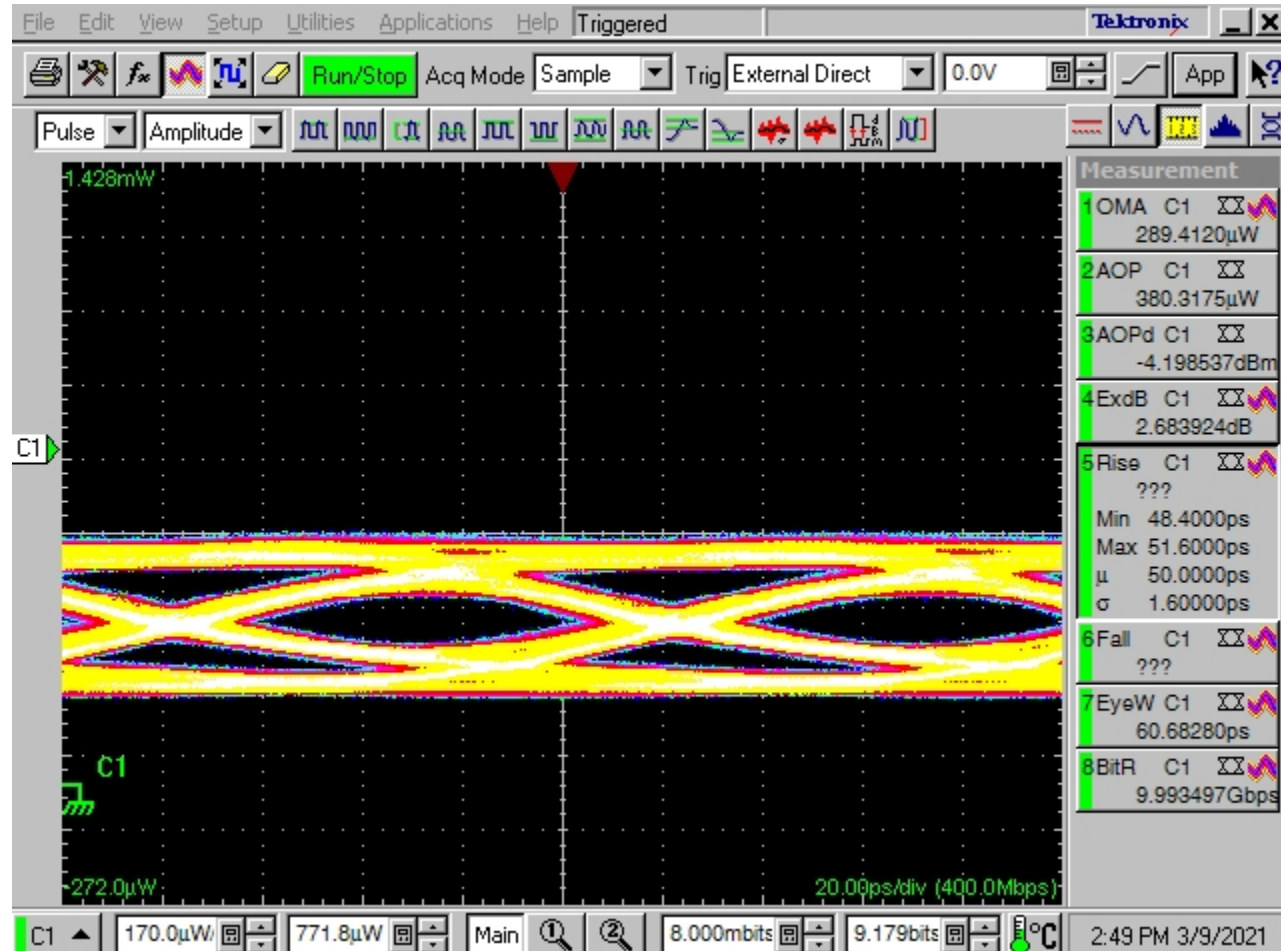 File Edit View Setup Utilities Applications Help Triggered Tektronix
Run/Stop Acq Mode Sample Trig External Direct 0.0V App
Pulse Amplitude
1.428mW
C1
C1
-272.0µW
20.00ps/div (400.0Mbps)
Measurement
1 OMA C1
289.4120µW
2 AOP C1
380.3175µW
3 AOPd C1
-4.198537dBm
4 ExdB C1
2.683924dB
5 Rise C1
???
Min 48.4000ps
Max 51.6000ps
µ 50.0000ps
σ 1.60000ps
6 Fall C1
???
7 EyeW C1
60.68280ps
8 BitR C1
9.993497Gbps
C1 170.0µW/ 771.8µW Main 1 2 8.000mbits 9.179bits °C 2:49 PM 3/9/2021